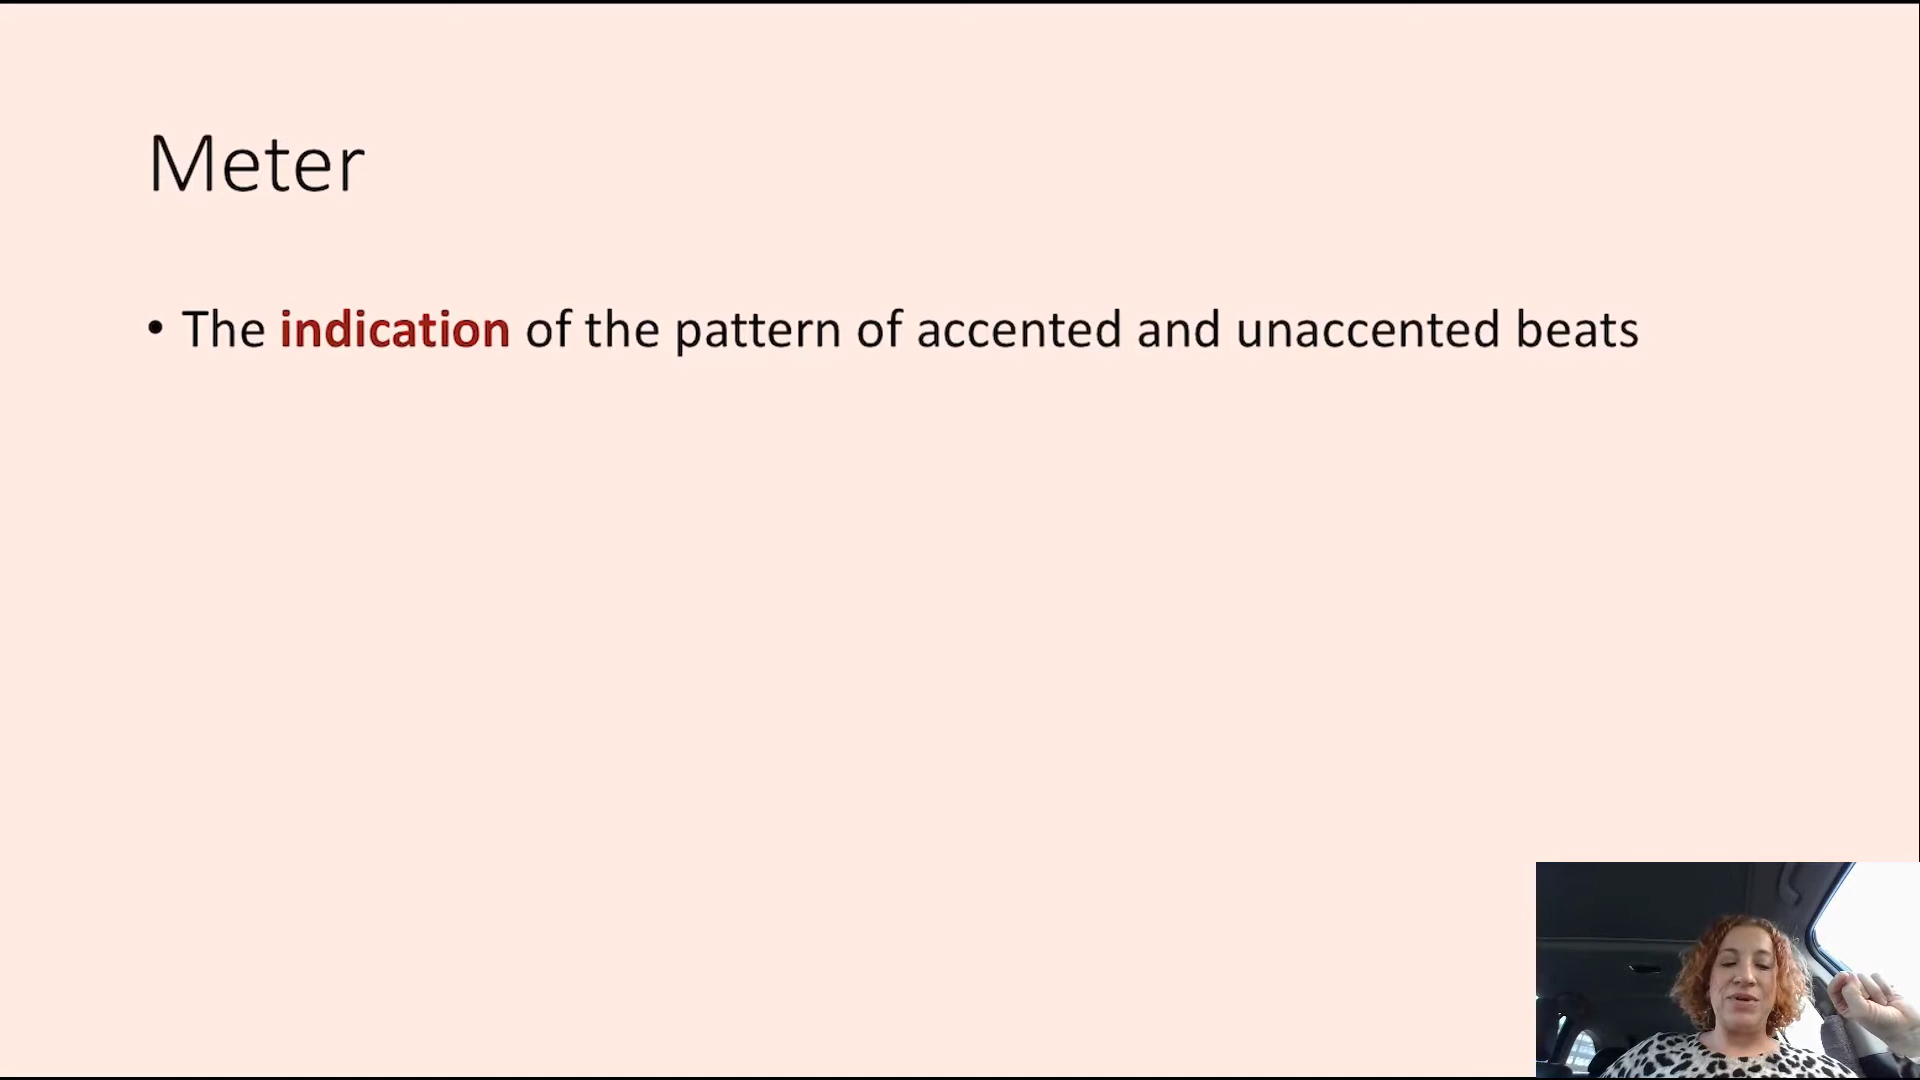 Meter
• The indication of the pattern of accented and unaccented beats